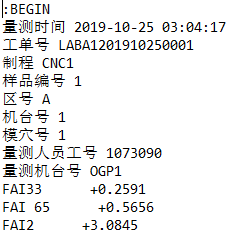 :BEGIN
量测时间 2019-10-25 03:04:17
工单号 LABA1201910250001
制程 CNC1
样品编号 1
区号 A
机台号 1
模穴号 1
量测人员工号 1073090
量测机台号 OGP1
FAI33      +0.2591
FAI 65      +0.5656
FAI2      +3.0845